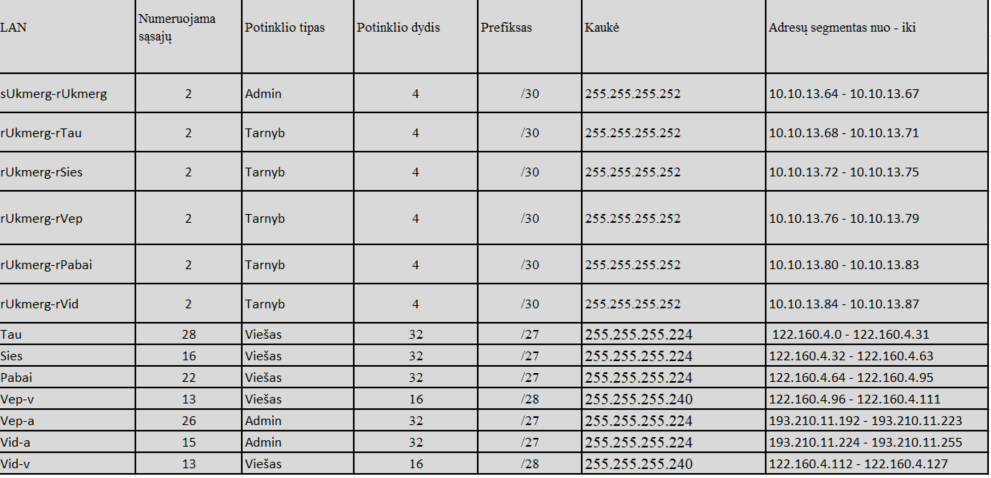 LAN Numeruojama sąsajų Potinklio tipas Potinklio dydis Prefiksas Kaukė Adresų segmentas nuo - iki
sUkmerg-rUkmerg 2 Admin 4 /30 255.255.255.252 10.10.13.64 - 10.10.13.67
rUkmerg-rTau 2 Tarnyb 4 /30 255.255.255.252 10.10.13.68 - 10.10.13.71
rUkmerg-rSies 2 Tarnyb 4 /30 255.255.255.252 10.10.13.72 - 10.10.13.75
rUkmerg-rVep 2 Tarnyb 4 /30 255.255.255.252 10.10.13.76 - 10.10.13.79
rUkmerg-rPabai 2 Tarnyb 4 /30 255.255.255.252 10.10.13.80 - 10.10.13.83
rUkmerg-rVid 2 Tarnyb 4 /30 255.255.255.252 10.10.13.84 - 10.10.13.87
Tau 28 Viešas 32 /27 255.255.255.224 122.160.4.0 - 122.160.4.31
Sies 16 Viešas 32 /27 255.255.255.224 122.160.4.32 - 122.160.4.63
Pabai 22 Viešas 32 /27 255.255.255.224 122.160.4.64 - 122.160.4.95
Vep-v 13 Viešas 16 /28 255.255.255.240 122.160.4.96 - 122.160.4.111
Vep-a 26 Admin 32 /27 255.255.255.224 193.210.11.192 - 193.210.11.223
Vid-a 15 Admin 32 /27 255.255.255.224 193.210.11.224 - 193.210.11.255
Vid-v 13 Viešas 16 /28 255.255.255.240 122.160.4.112 - 122.160.4.127